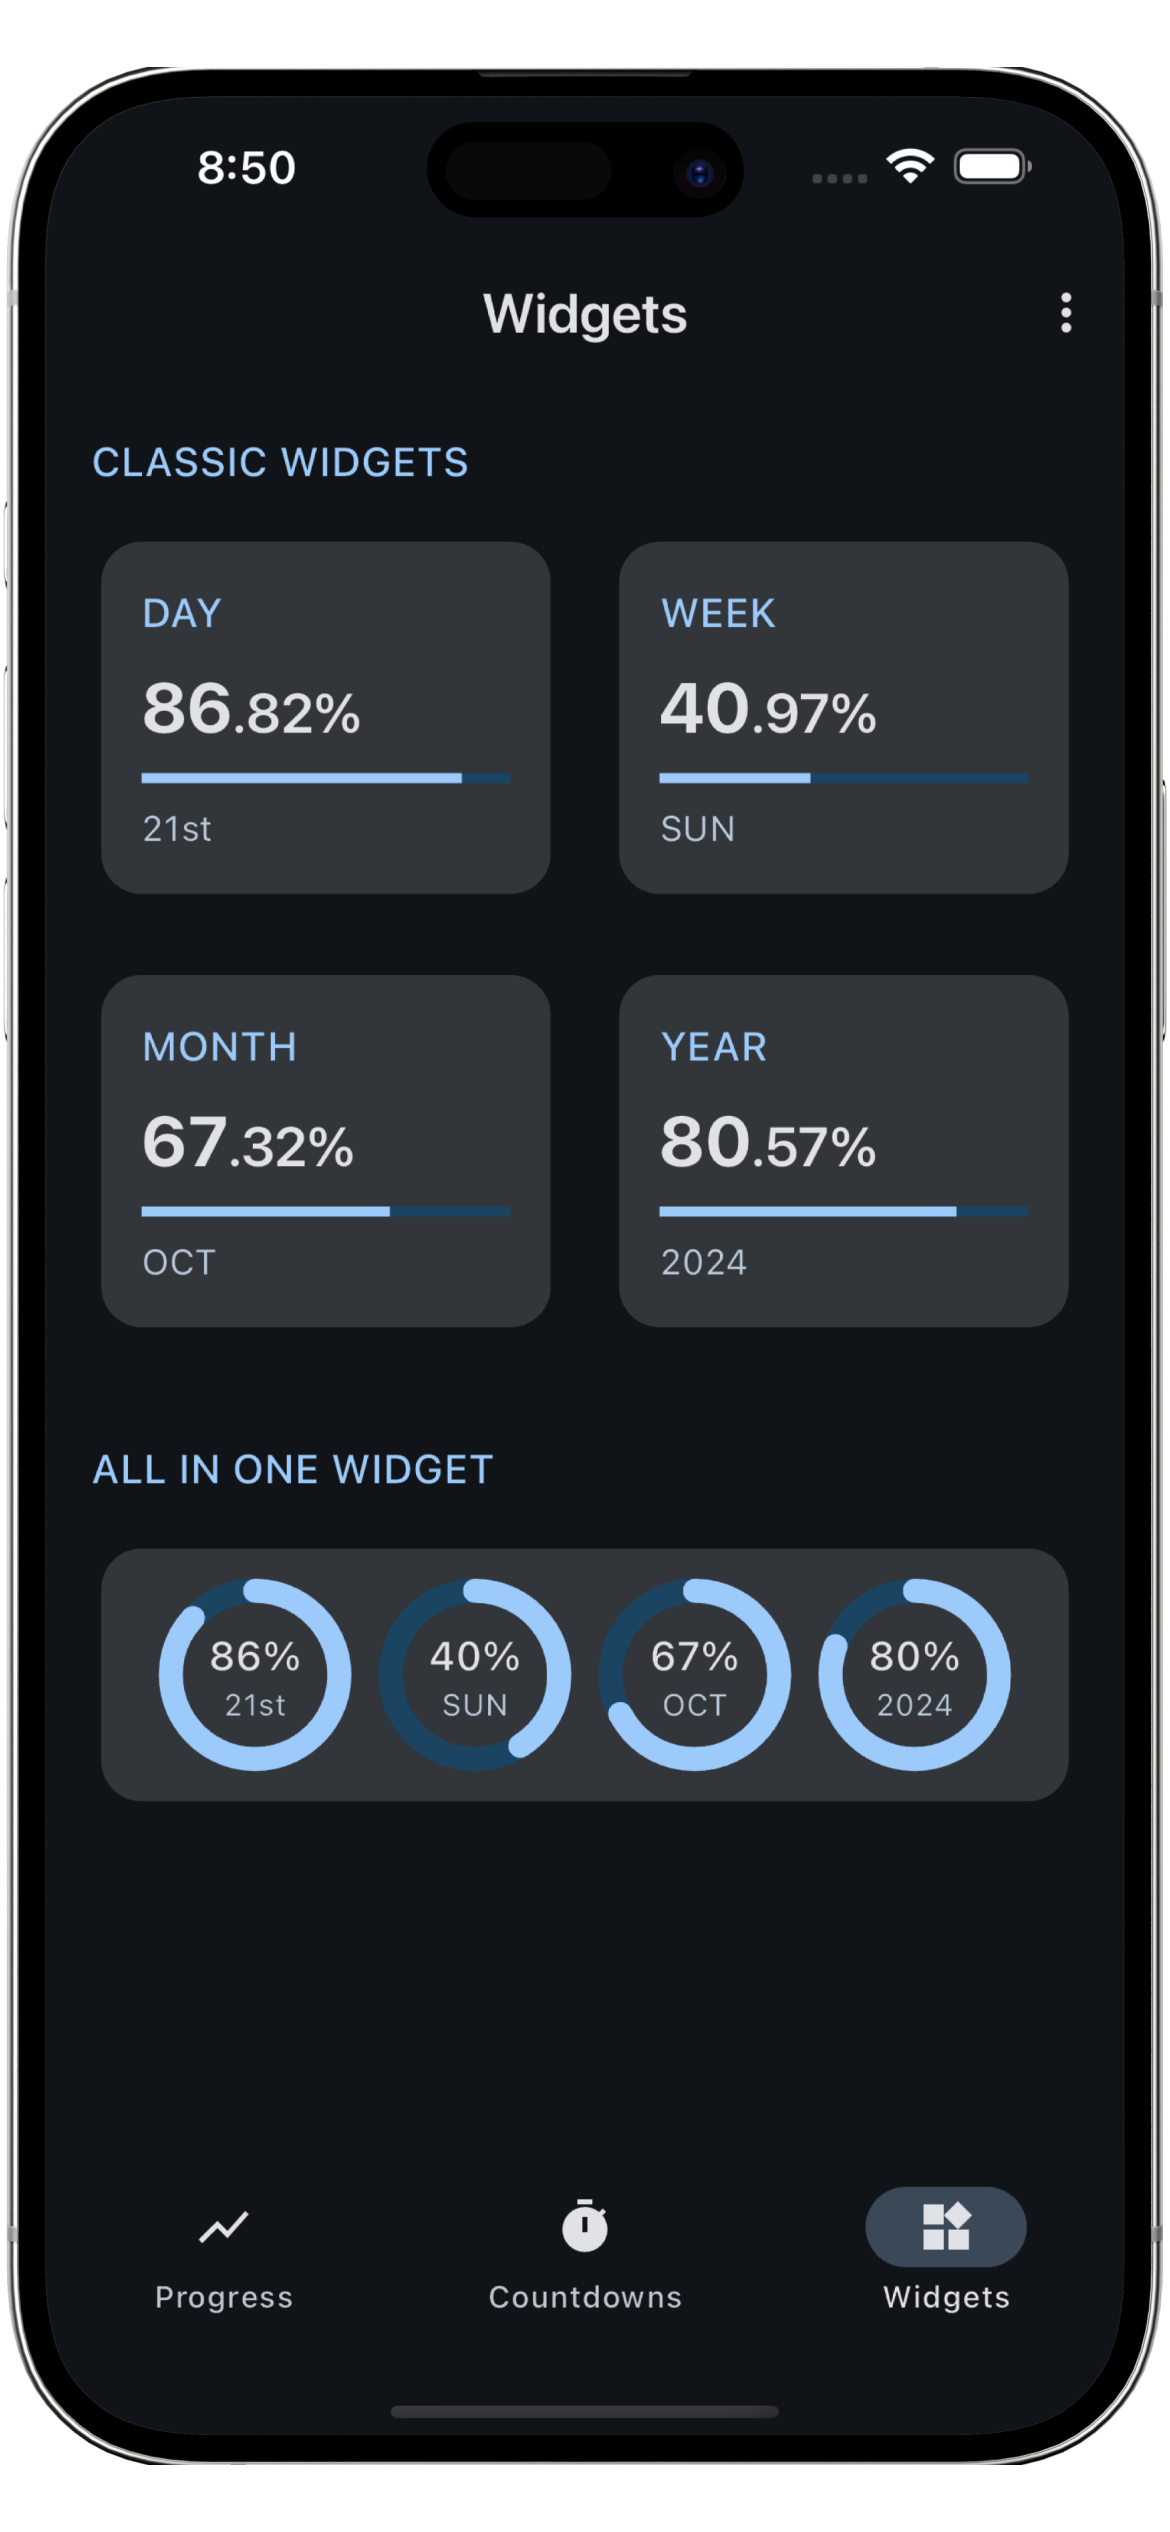 8:50
Widgets
CLASSIC WIDGETS
DAY
86.82%
21st
WEEK
40.97%
SUN
MONTH
67.32%
OCT
YEAR
80.57%
2024
ALL IN ONE WIDGET
86%
21st
40%
SUN
67%
OCT
80%
2024
Progress
Countdowns
Widgets